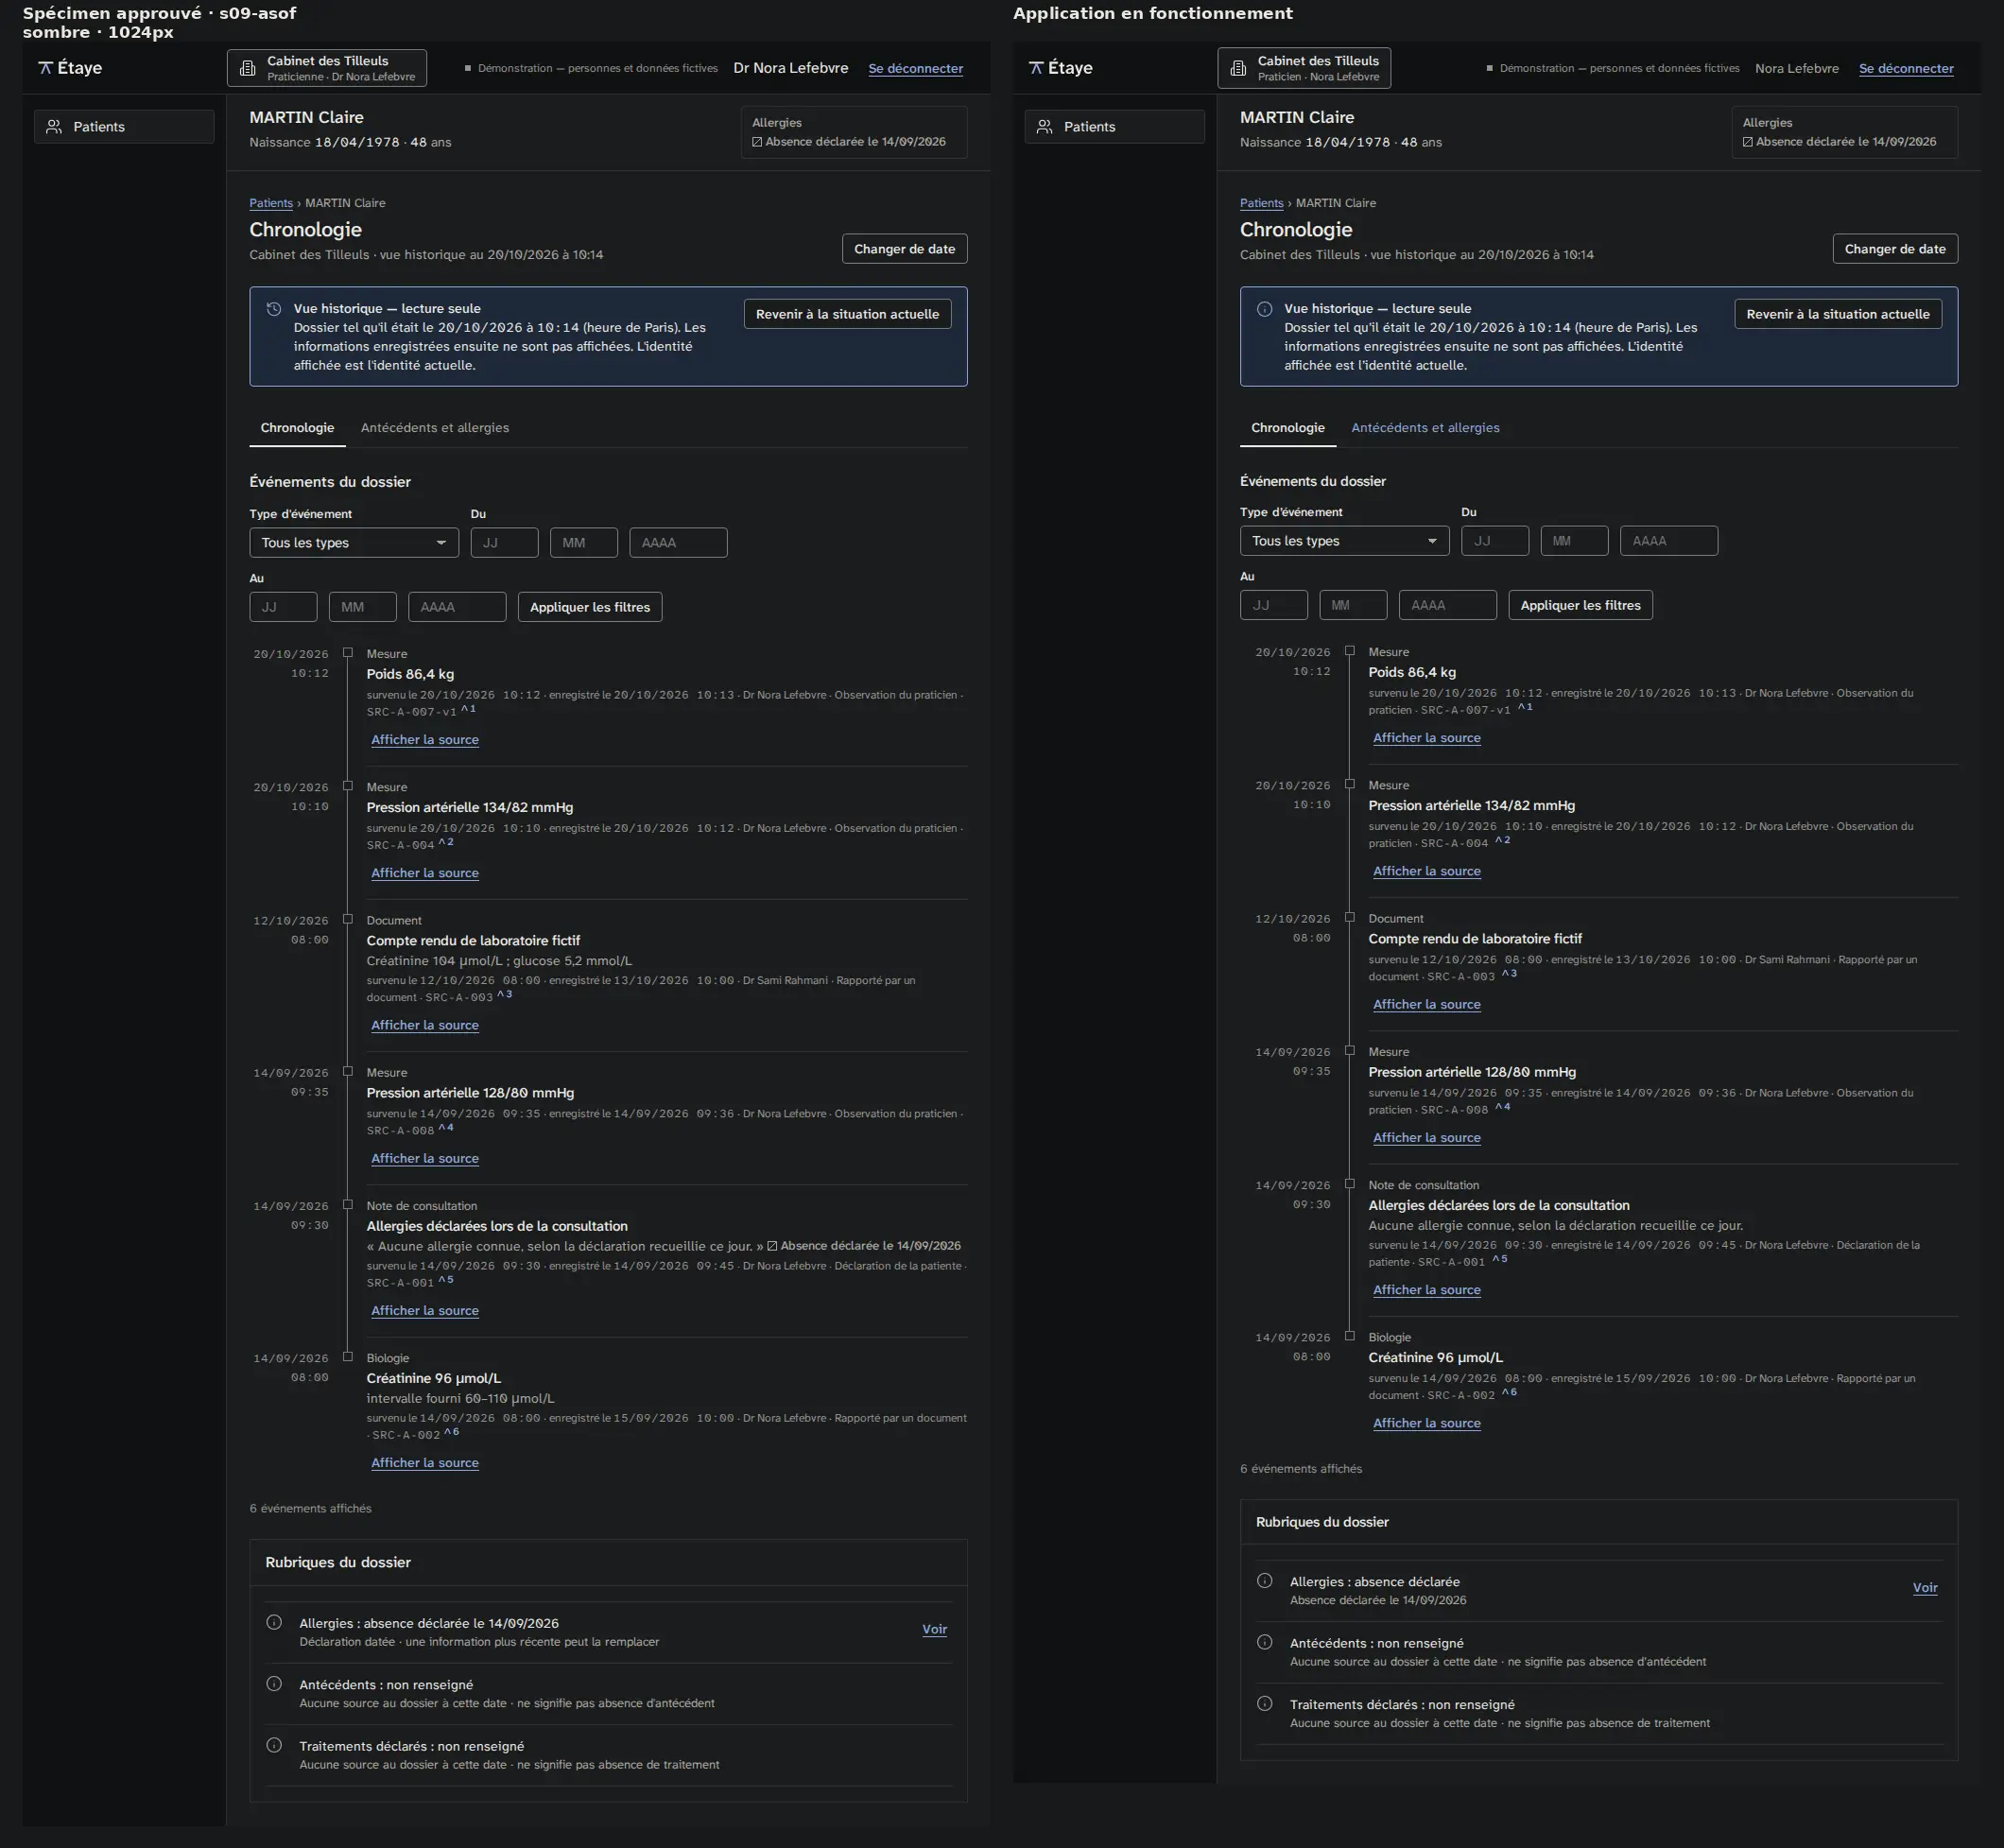 Spécimen approuvé · s09-asof
sombre · 1024px
Étaye
Cabinet des Tilleuls
Praticienne · Dr Nora Lefebvre
Démonstration — personnes et données fictives
Dr Nora Lefebvre
Se déconnecter
Patients
MARTIN Claire
Naissance 18/04/1978 · 48 ans
Allergies
Absence déclarée le 14/09/2026
Patients › MARTIN Claire
Chronologie
Cabinet des Tilleuls · vue historique au 20/10/2026 à 10:14
Changer de date
Vue historique — lecture seule
Dossier tel qu'il était le 20/10/2026 à 10:14 (heure de Paris). Les
informations enregistrées ensuite ne sont pas affichées. L'identité
affichée est l'identité actuelle.
Revenir à la situation actuelle
Chronologie
Antécédents et allergies
Événements du dossier
Type d'événement
Du
Tous les types
JJ
MM
AAAA
Au
JJ
MM
AAAA
Appliquer les filtres
20/10/2026
10:12
Mesure
Poids 86,4 kg
survenu le 20/10/2026 10:12 · enregistré le 20/10/2026 10:13 · Dr Nora Lefebvre · Observation du praticien ·
SRC-A-007-v1 ^1
Afficher la source
20/10/2026
10:10
Mesure
Pression artérielle 134/82 mmHg
survenu le 20/10/2026 10:10 · enregistré le 20/10/2026 10:12 · Dr Nora Lefebvre · Observation du praticien ·
SRC-A-004 ^2
Afficher la source
12/10/2026
08:00
Document
Compte rendu de laboratoire fictif
Créatinine 104 µmol/L ; glucose 5,2 mmol/L
survenu le 12/10/2026 08:00 · enregistré le 13/10/2026 10:00 · Dr Sami Rahmani · Rapporté par un
document · SRC-A-003 ^3
Afficher la source
14/09/2026
09:35
Mesure
Pression artérielle 128/80 mmHg
survenu le 14/09/2026 09:35 · enregistré le 14/09/2026 09:36 · Dr Nora Lefebvre · Observation du praticien ·
SRC-A-008 ^4
Afficher la source
14/09/2026
09:30
Note de consultation
Allergies déclarées lors de la consultation
« Aucune allergie connue, selon la déclaration recueillie ce jour. » Absence déclarée le 14/09/2026
survenu le 14/09/2026 09:30 · enregistré le 14/09/2026 09:45 · Dr Nora Lefebvre · Déclaration de la patiente ·
SRC-A-001 ^5
Afficher la source
14/09/2026
08:00
Biologie
Créatinine 96 µmol/L
intervalle fourni 60–110 µmol/L
survenu le 14/09/2026 08:00 · enregistré le 15/09/2026 10:00 · Dr Nora Lefebvre · Rapporté par un document
· SRC-A-002 ^6
Afficher la source
6 événements affichés
Rubriques du dossier
Allergies : absence déclarée le 14/09/2026
Déclaration datée · une information plus récente peut la remplacer
Voir
Antécédents : non renseigné
Aucune source au dossier à cette date · ne signifie pas absence d'antécédent
Traitements déclarés : non renseigné
Aucune source au dossier à cette date · ne signifie pas absence de traitement
Application en fonctionnement
Étaye
Cabinet des Tilleuls
Praticien · Nora Lefebvre
Démonstration — personnes et données fictives
Nora Lefebvre
Se déconnecter
Patients
MARTIN Claire
Naissance 18/04/1978 · 48 ans
Allergies
Absence déclarée le 14/09/2026
Patients › MARTIN Claire
Chronologie
Cabinet des Tilleuls · vue historique au 20/10/2026 à 10:14
Changer de date
Vue historique — lecture seule
Dossier tel qu'il était le 20/10/2026 à 10:14 (heure de Paris). Les
informations enregistrées ensuite ne sont pas affichées. L'identité
affichée est l'identité actuelle.
Revenir à la situation actuelle
Chronologie
Antécédents et allergies
Événements du dossier
Type d'événement
Du
Tous les types
JJ
MM
AAAA
Au
JJ
MM
AAAA
Appliquer les filtres
20/10/2026
10:12
Mesure
Poids 86,4 kg
survenu le 20/10/2026 10:12 · enregistré le 20/10/2026 10:13 · Dr Nora Lefebvre · Observation du
praticien · SRC-A-007-v1 ^1
Afficher la source
20/10/2026
10:10
Mesure
Pression artérielle 134/82 mmHg
survenu le 20/10/2026 10:10 · enregistré le 20/10/2026 10:12 · Dr Nora Lefebvre · Observation du
praticien · SRC-A-004 ^2
Afficher la source
12/10/2026
08:00
Document
Compte rendu de laboratoire fictif
survenu le 12/10/2026 08:00 · enregistré le 13/10/2026 10:00 · Dr Sami Rahmani · Rapporté par un
document · SRC-A-003 ^3
Afficher la source
14/09/2026
09:35
Mesure
Pression artérielle 128/80 mmHg
survenu le 14/09/2026 09:35 · enregistré le 14/09/2026 09:36 · Dr Nora Lefebvre · Observation du
praticien · SRC-A-008 ^4
Afficher la source
14/09/2026
09:30
Note de consultation
Allergies déclarées lors de la consultation
Aucune allergie connue, selon la déclaration recueillie ce jour.
survenu le 14/09/2026 09:30 · enregistré le 14/09/2026 09:45 · Dr Nora Lefebvre · Déclaration de la
patiente · SRC-A-001 ^5
Afficher la source
14/09/2026
08:00
Biologie
Créatinine 96 µmol/L
survenu le 14/09/2026 08:00 · enregistré le 15/09/2026 10:00 · Dr Nora Lefebvre · Rapporté par un
document · SRC-A-002 ^6
Afficher la source
6 événements affichés
Rubriques du dossier
Allergies : absence déclarée
Absence déclarée le 14/09/2026
Voir
Antécédents : non renseigné
Aucune source au dossier à cette date · ne signifie pas absence d'antécédent
Traitements déclarés : non renseigné
Aucune source au dossier à cette date · ne signifie pas absence de traitement